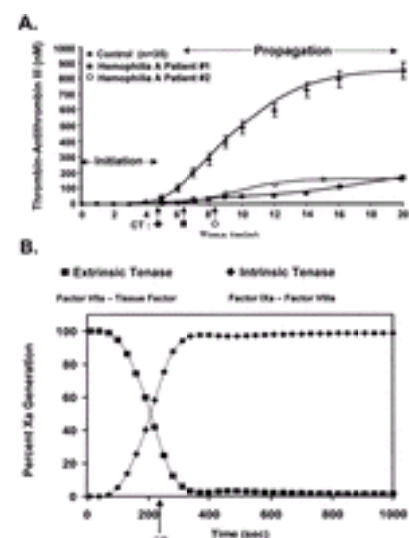 A.
Thrombin-Antithrombin III (nM)
1000
900
800
700
600
500
400
300
200
100
0
Control (n=35)
Hemophilia A Patient #1
Hemophilia A Patient #2
Propagation
Initiation
0 2 4 6 8 10 12 14 16 18 20
CT :
B.
Extrinsic Tenase
Intrinsic Tenase
Factor VIIa – Tissue Factor
Factor IXa – Factor VIIIa
Percent Xa Generation
100
80
60
40
20
0
0 200 400 600 800 1000
Time (sec)